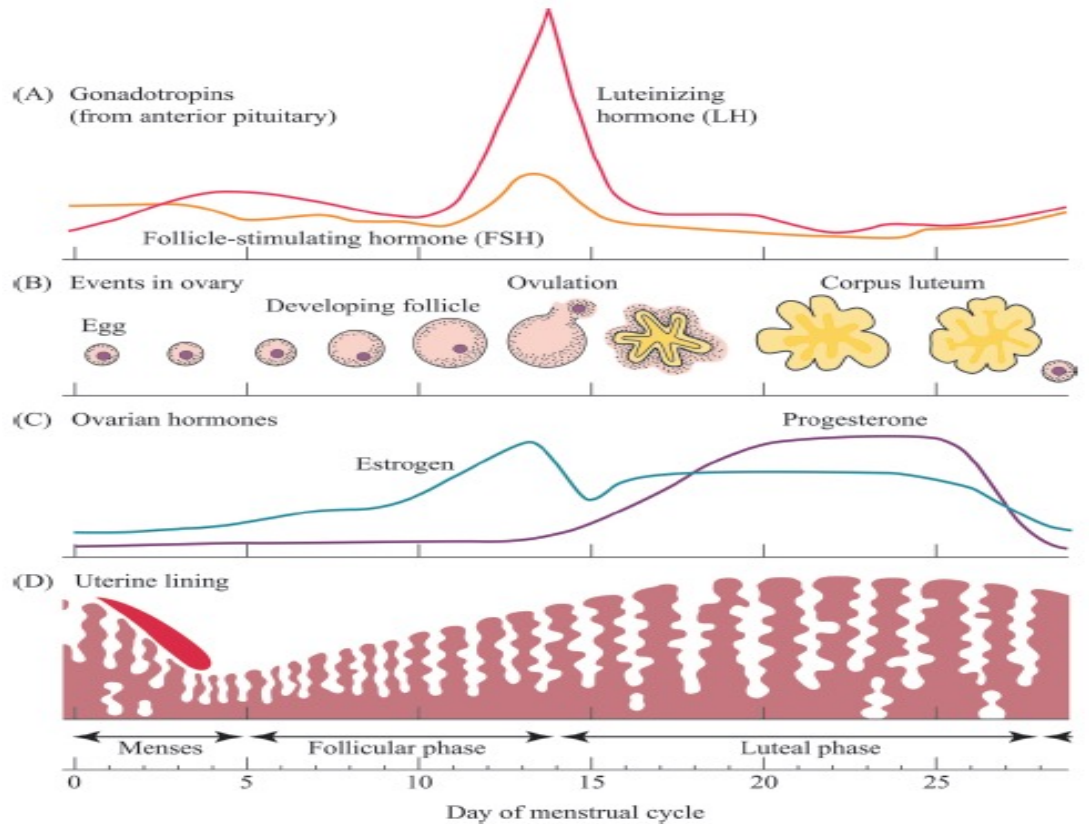 (A) Gonadotropins
(from anterior pituitary)
Luteinizing
hormone (LH)
Follicle-stimulating hormone (FSH)
(B) Events in ovary
Ovulation
Corpus luteum
Developing follicle
Egg
(C) Ovarian hormones
Progesterone
Estrogen
(D) Uterine lining
Menses
Follicular phase
Luteal phase
0 5 10 15 20 25
Day of menstrual cycle